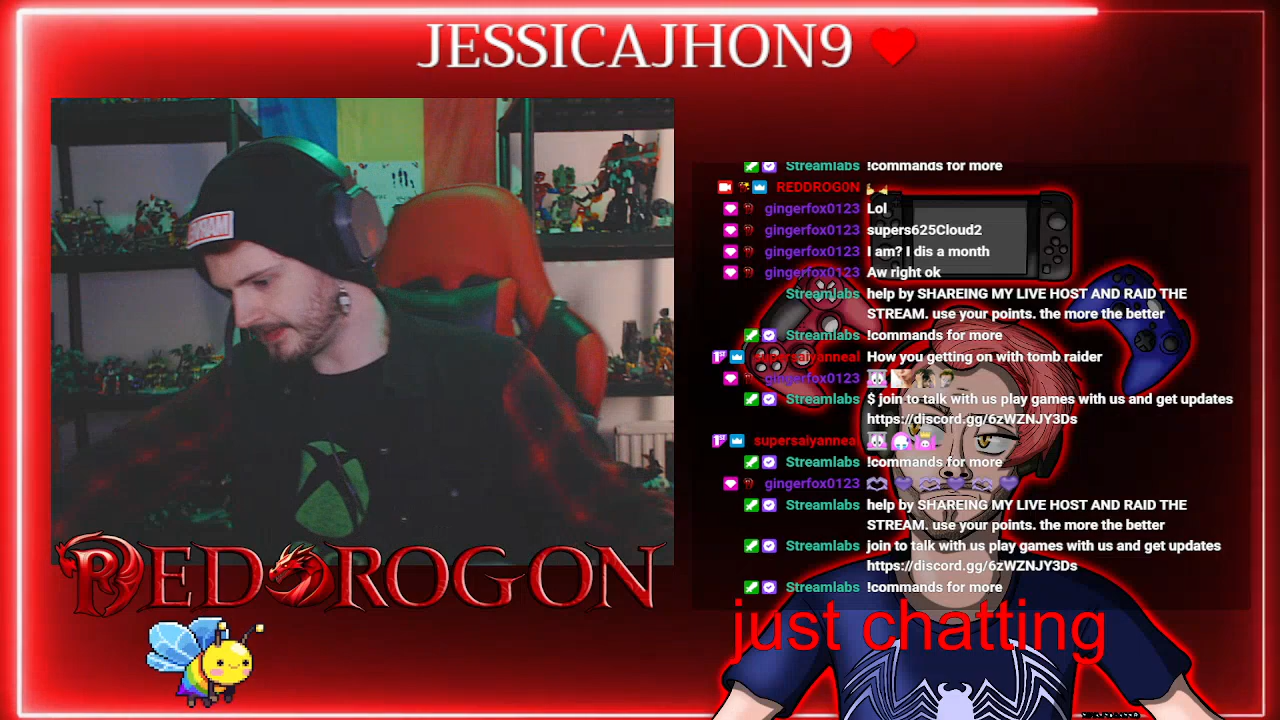 JESSICAJHON9
Streamlabs !commands for more
REDDROG0N
gingerfox0123 Lol
gingerfox0123 supers625Cloud2
gingerfox0123 I am? I dis a month
gingerfox0123 Aw right ok
Streamlabs help by SHAREING MY LIVE HOST AND RAID THE
STREAM. use your points. the more the better
Streamlabs !commands for more
supersaiyanneal How you getting on with tomb raider
gingerfox0123
Streamlabs $ join to talk with us play games with us and get updates
https://discord.gg/6zWZNJY3Ds
supersaiyanneal
Streamlabs !commands for more
gingerfox0123
Streamlabs help by SHAREING MY LIVE HOST AND RAID THE
STREAM. use your points. the more the better
Streamlabs join to talk with us play games with us and get updates
https://discord.gg/6zWZNJY3Ds
Streamlabs !commands for more
REDDROGON
just chatting